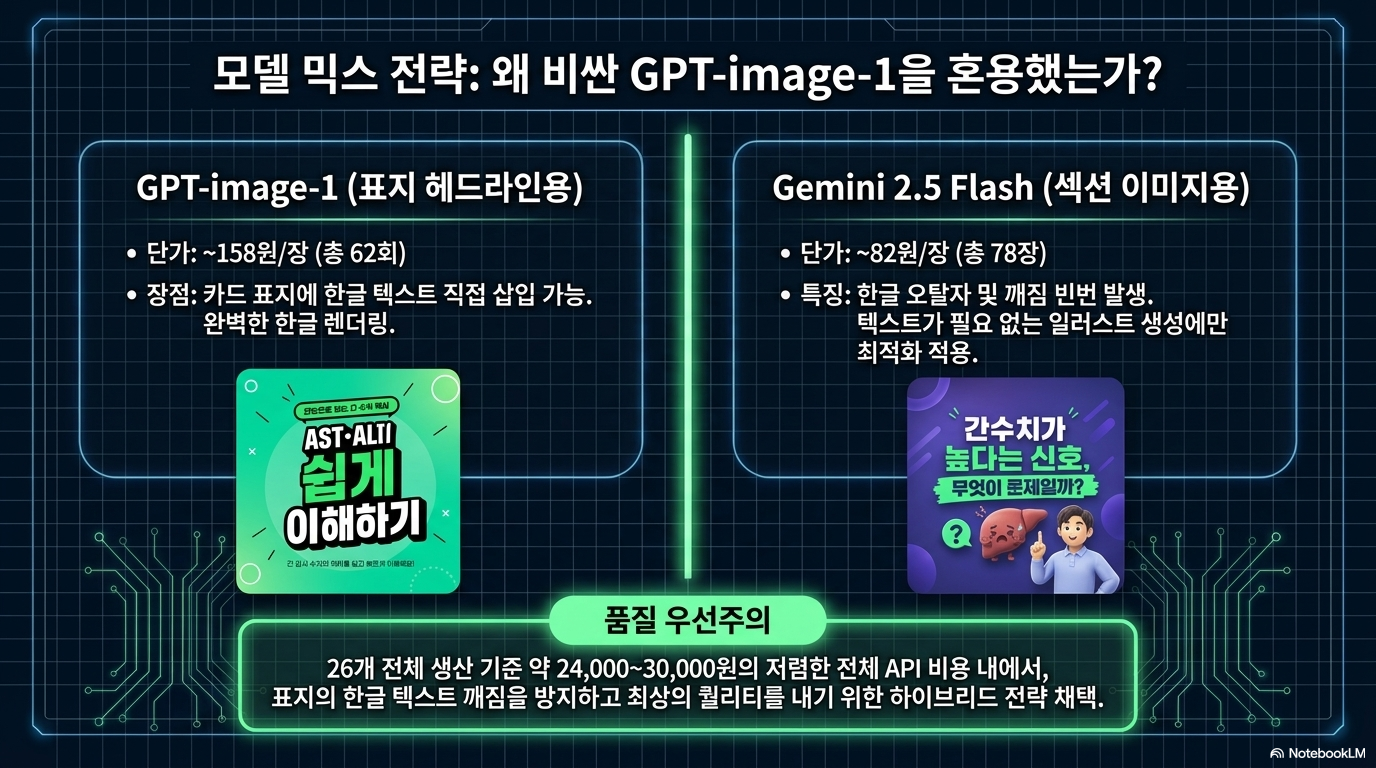 모델 믹스 전략: 왜 비싼 GPT-image-1을 혼용했는가?
GPT-image-1 (표지 헤드라인용)
• 단가: ~158원/장 (총 62회)
• 장점: 카드 표지에 한글 텍스트 직접 삽입 가능.
완벽한 한글 렌더링.
AST·ALT
쉽게
이해하기
Gemini 2.5 Flash (섹션 이미지용)
• 단가: ~82원/장 (총 78장)
• 특징: 한글 오탈자 및 깨짐 빈번 발생.
텍스트가 필요 없는 일러스트 생성에만
최적화 적용.
간수치가
높다는 신호,
무엇이 문제일까?
?
품질 우선주의
26개 전체 생산 기준 약 24,000~30,000원의 저렴한 전체 API 비용 내에서,
표지의 한글 텍스트 깨짐을 방지하고 최상의 퀄리티를 내기 위한 하이브리드 전략 채택.
NotebookLM